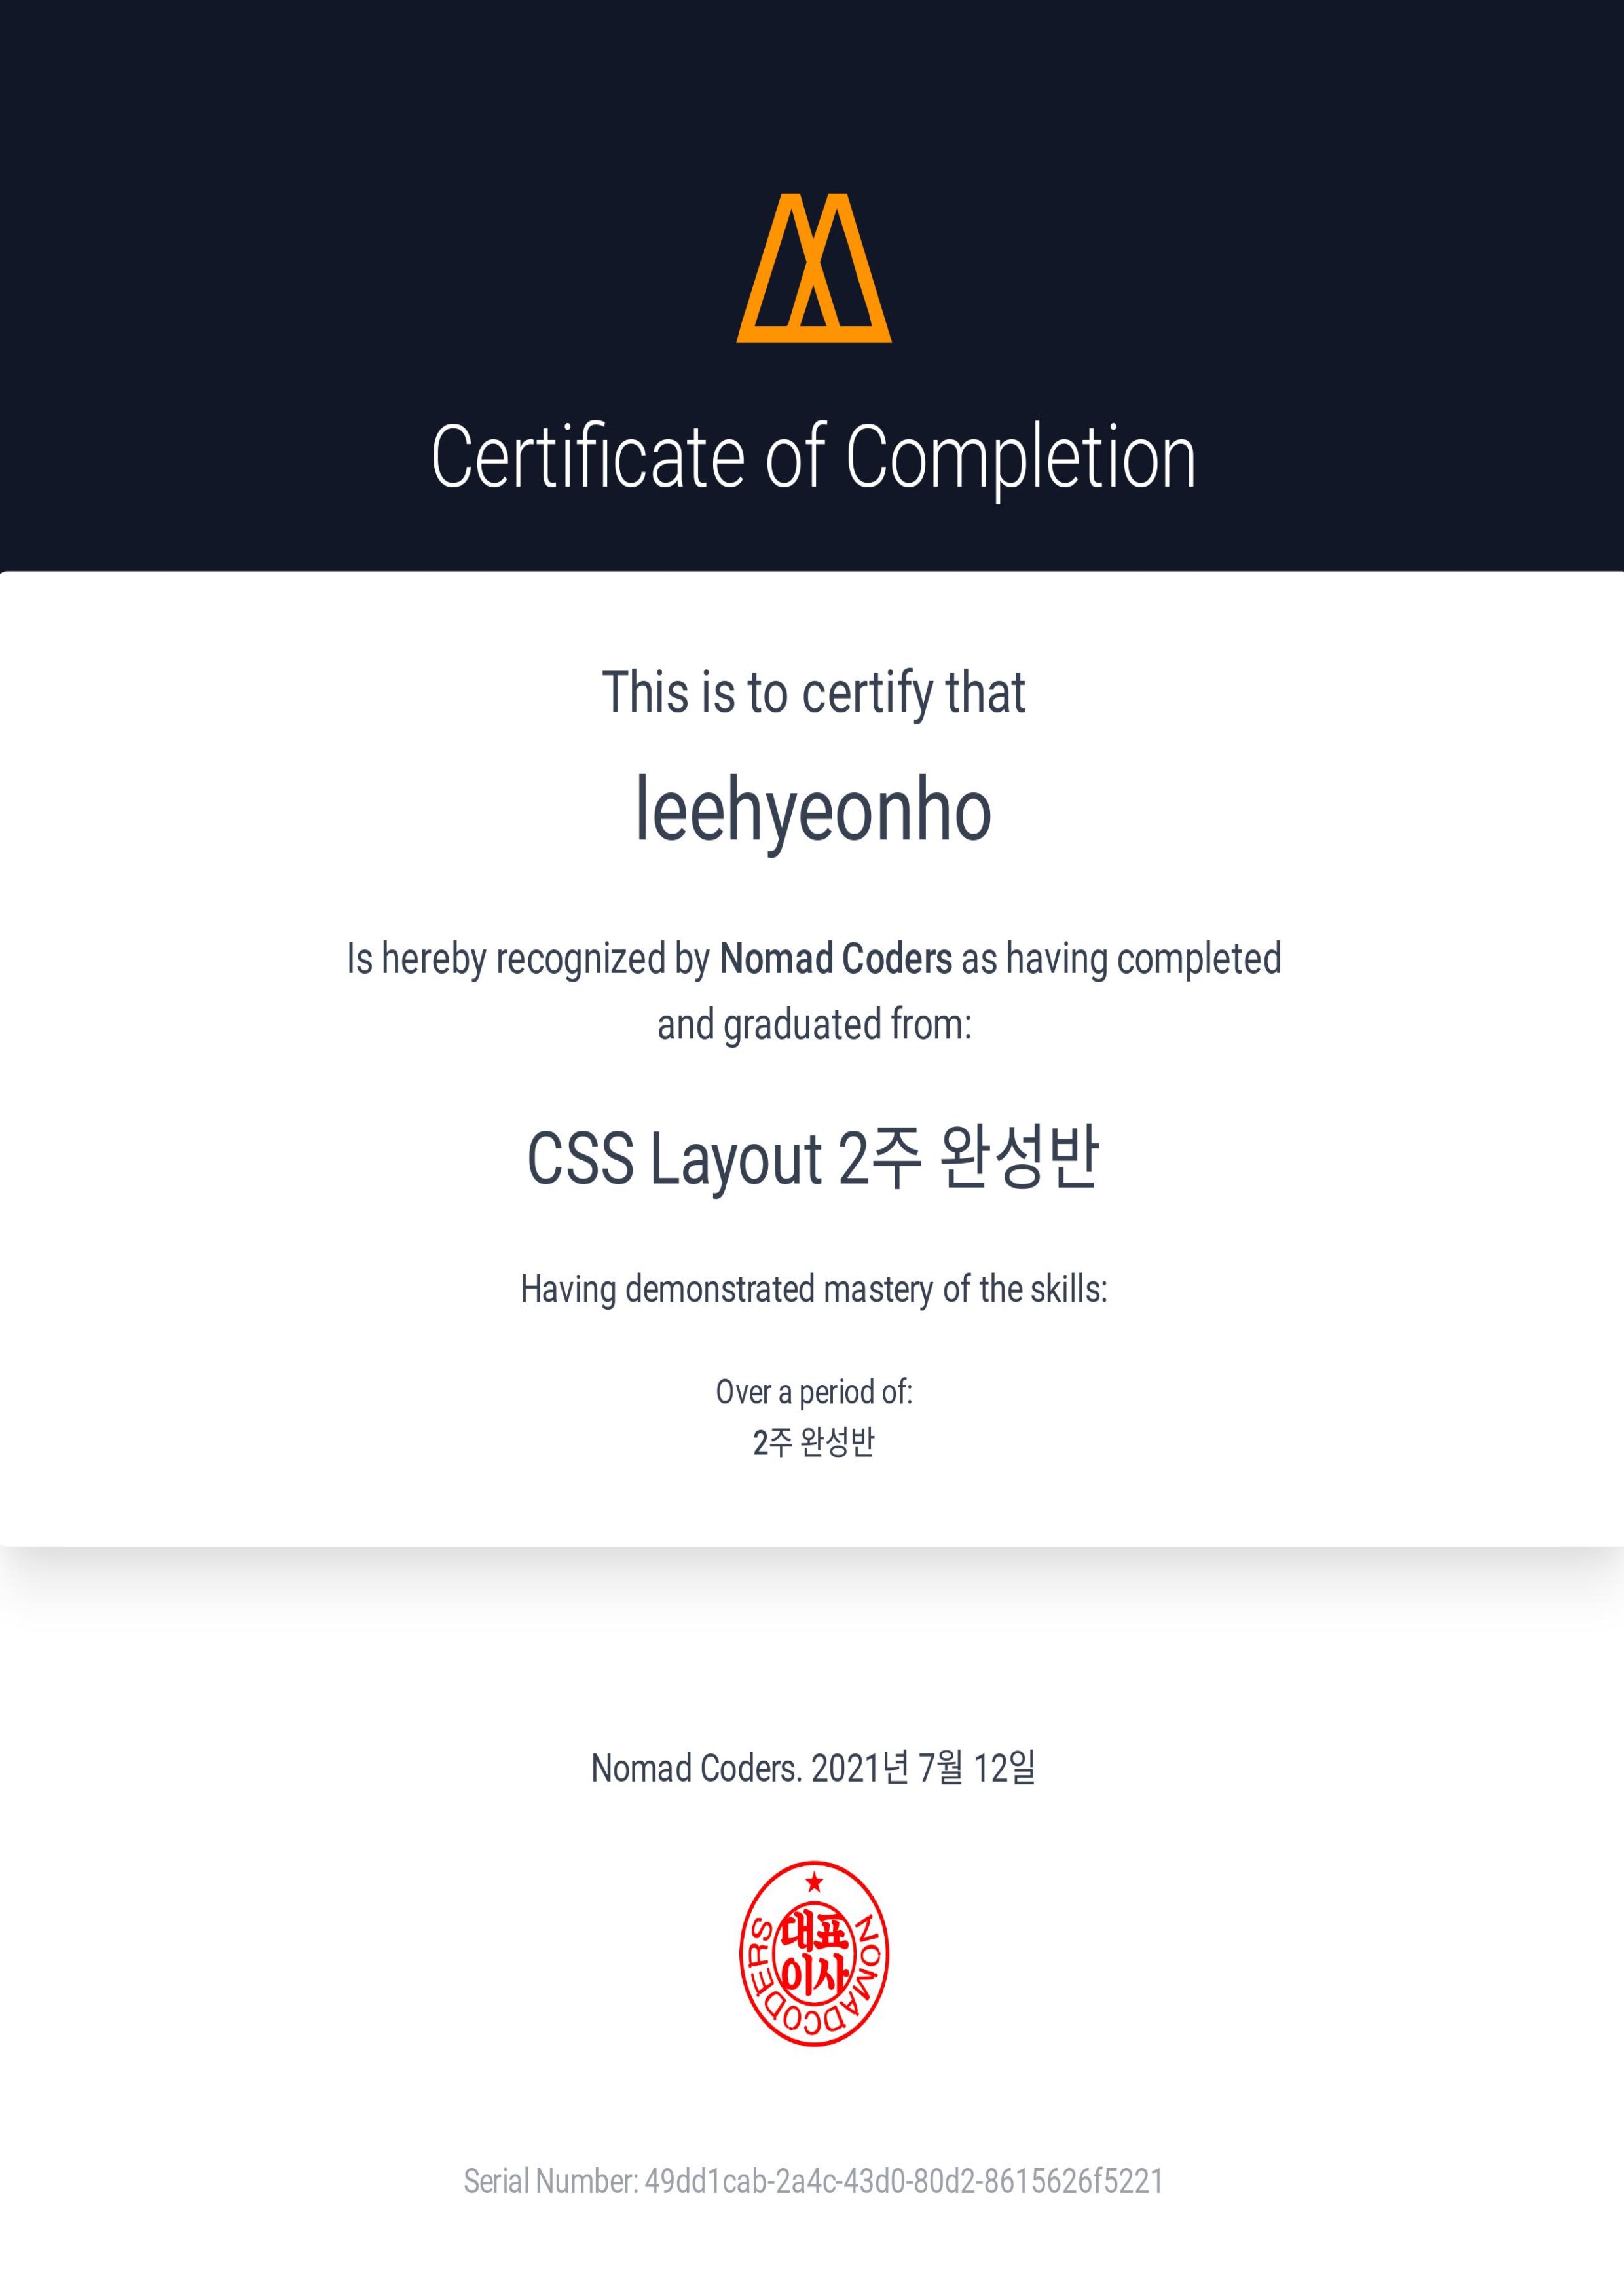 Certificate of Completion
This is to certify that
leehyeonho
Is hereby recognized by Nomad Coders as having completed
and graduated from:
CSS Layout 2주 완성반
Having demonstrated mastery of the skills:
Over a period of:
2주 완성반
Nomad Coders. 2021년 7월 12일
대표
이사
NOMADCODERS
Serial Number: 49dd1cab-2a4c-43d0-80d2-8615626f5221